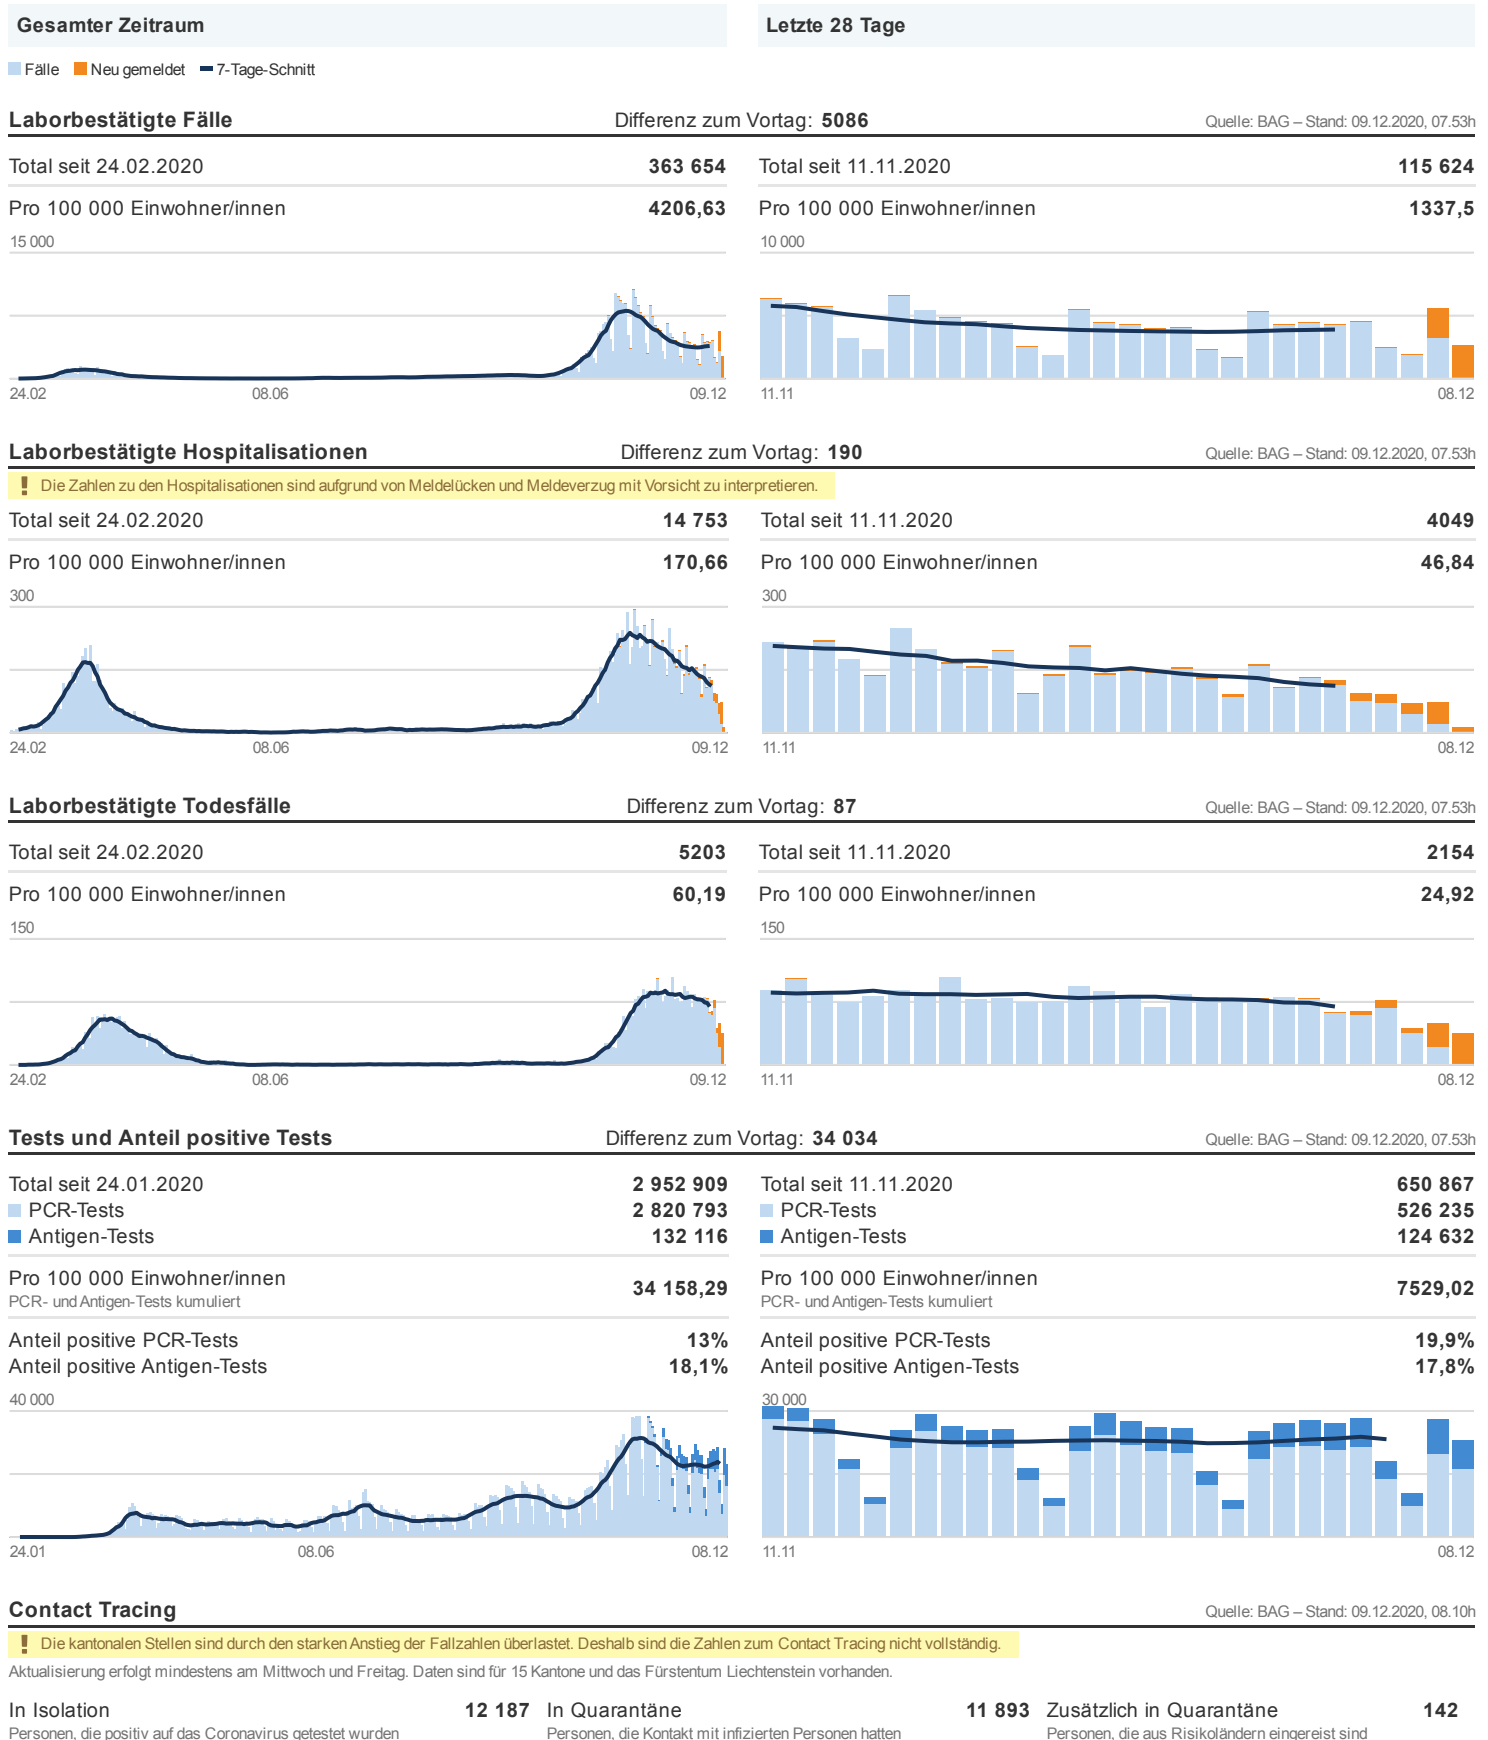 Gesamter Zeitraum
Letzte 28 Tage
Fälle Neu gemeldet 7-Tage-Schnitt
Laborbestätigte Fälle Differenz zum Vortag: 5086 Quelle: BAG – Stand: 09.12.2020, 07.53h
Total seit 24.02.2020 363 654 Total seit 11.11.2020 115 624
Pro 100 000 Einwohner/innen 4206,63 Pro 100 000 Einwohner/innen 1337,5
15 000 10 000
24.02 08.06 09.12 11.11 08.12
Laborbestätigte Hospitalisationen Differenz zum Vortag: 190 Quelle: BAG – Stand: 09.12.2020, 07.53h
! Die Zahlen zu den Hospitalisationen sind aufgrund von Meldelücken und Meldeverzug mit Vorsicht zu interpretieren.
Total seit 24.02.2020 14 753 Total seit 11.11.2020 4049
Pro 100 000 Einwohner/innen 170,66 Pro 100 000 Einwohner/innen 46,84
300 300
24.02 08.06 09.12 11.11 08.12
Laborbestätigte Todesfälle Differenz zum Vortag: 87 Quelle: BAG – Stand: 09.12.2020, 07.53h
Total seit 24.02.2020 5203 Total seit 11.11.2020 2154
Pro 100 000 Einwohner/innen 60,19 Pro 100 000 Einwohner/innen 24,92
150 150
24.02 08.06 09.12 11.11 08.12
Tests und Anteil positive Tests Differenz zum Vortag: 34 034 Quelle: BAG – Stand: 09.12.2020, 07.53h
Total seit 24.01.2020 2 952 909 Total seit 11.11.2020 650 867
PCR-Tests 2 820 793 PCR-Tests 526 235
Antigen-Tests 132 116 Antigen-Tests 124 632
Pro 100 000 Einwohner/innen 34 158,29 Pro 100 000 Einwohner/innen 7529,02
PCR- und Antigen-Tests kumuliert PCR- und Antigen-Tests kumuliert
Anteil positive PCR-Tests 13% Anteil positive PCR-Tests 19,9%
Anteil positive Antigen-Tests 18,1% Anteil positive Antigen-Tests 17,8%
40 000 30 000
24.01 08.06 08.12 11.11 08.12
Contact Tracing Quelle: BAG – Stand: 09.12.2020, 08.10h
! Die kantonalen Stellen sind durch den starken Anstieg der Fallzahlen überlastet. Deshalb sind die Zahlen zum Contact Tracing nicht vollständig.
Aktualisierung erfolgt mindestens am Mittwoch und Freitag. Daten sind für 15 Kantone und das Fürstentum Liechtenstein vorhanden.
In Isolation 12 187 In Quarantäne 11 893 Zusätzlich in Quarantäne 142
Personen, die positiv auf das Coronavirus getestet wurden Personen, die Kontakt mit infizierten Personen hatten Personen, die aus Risikoländern eingereist sind